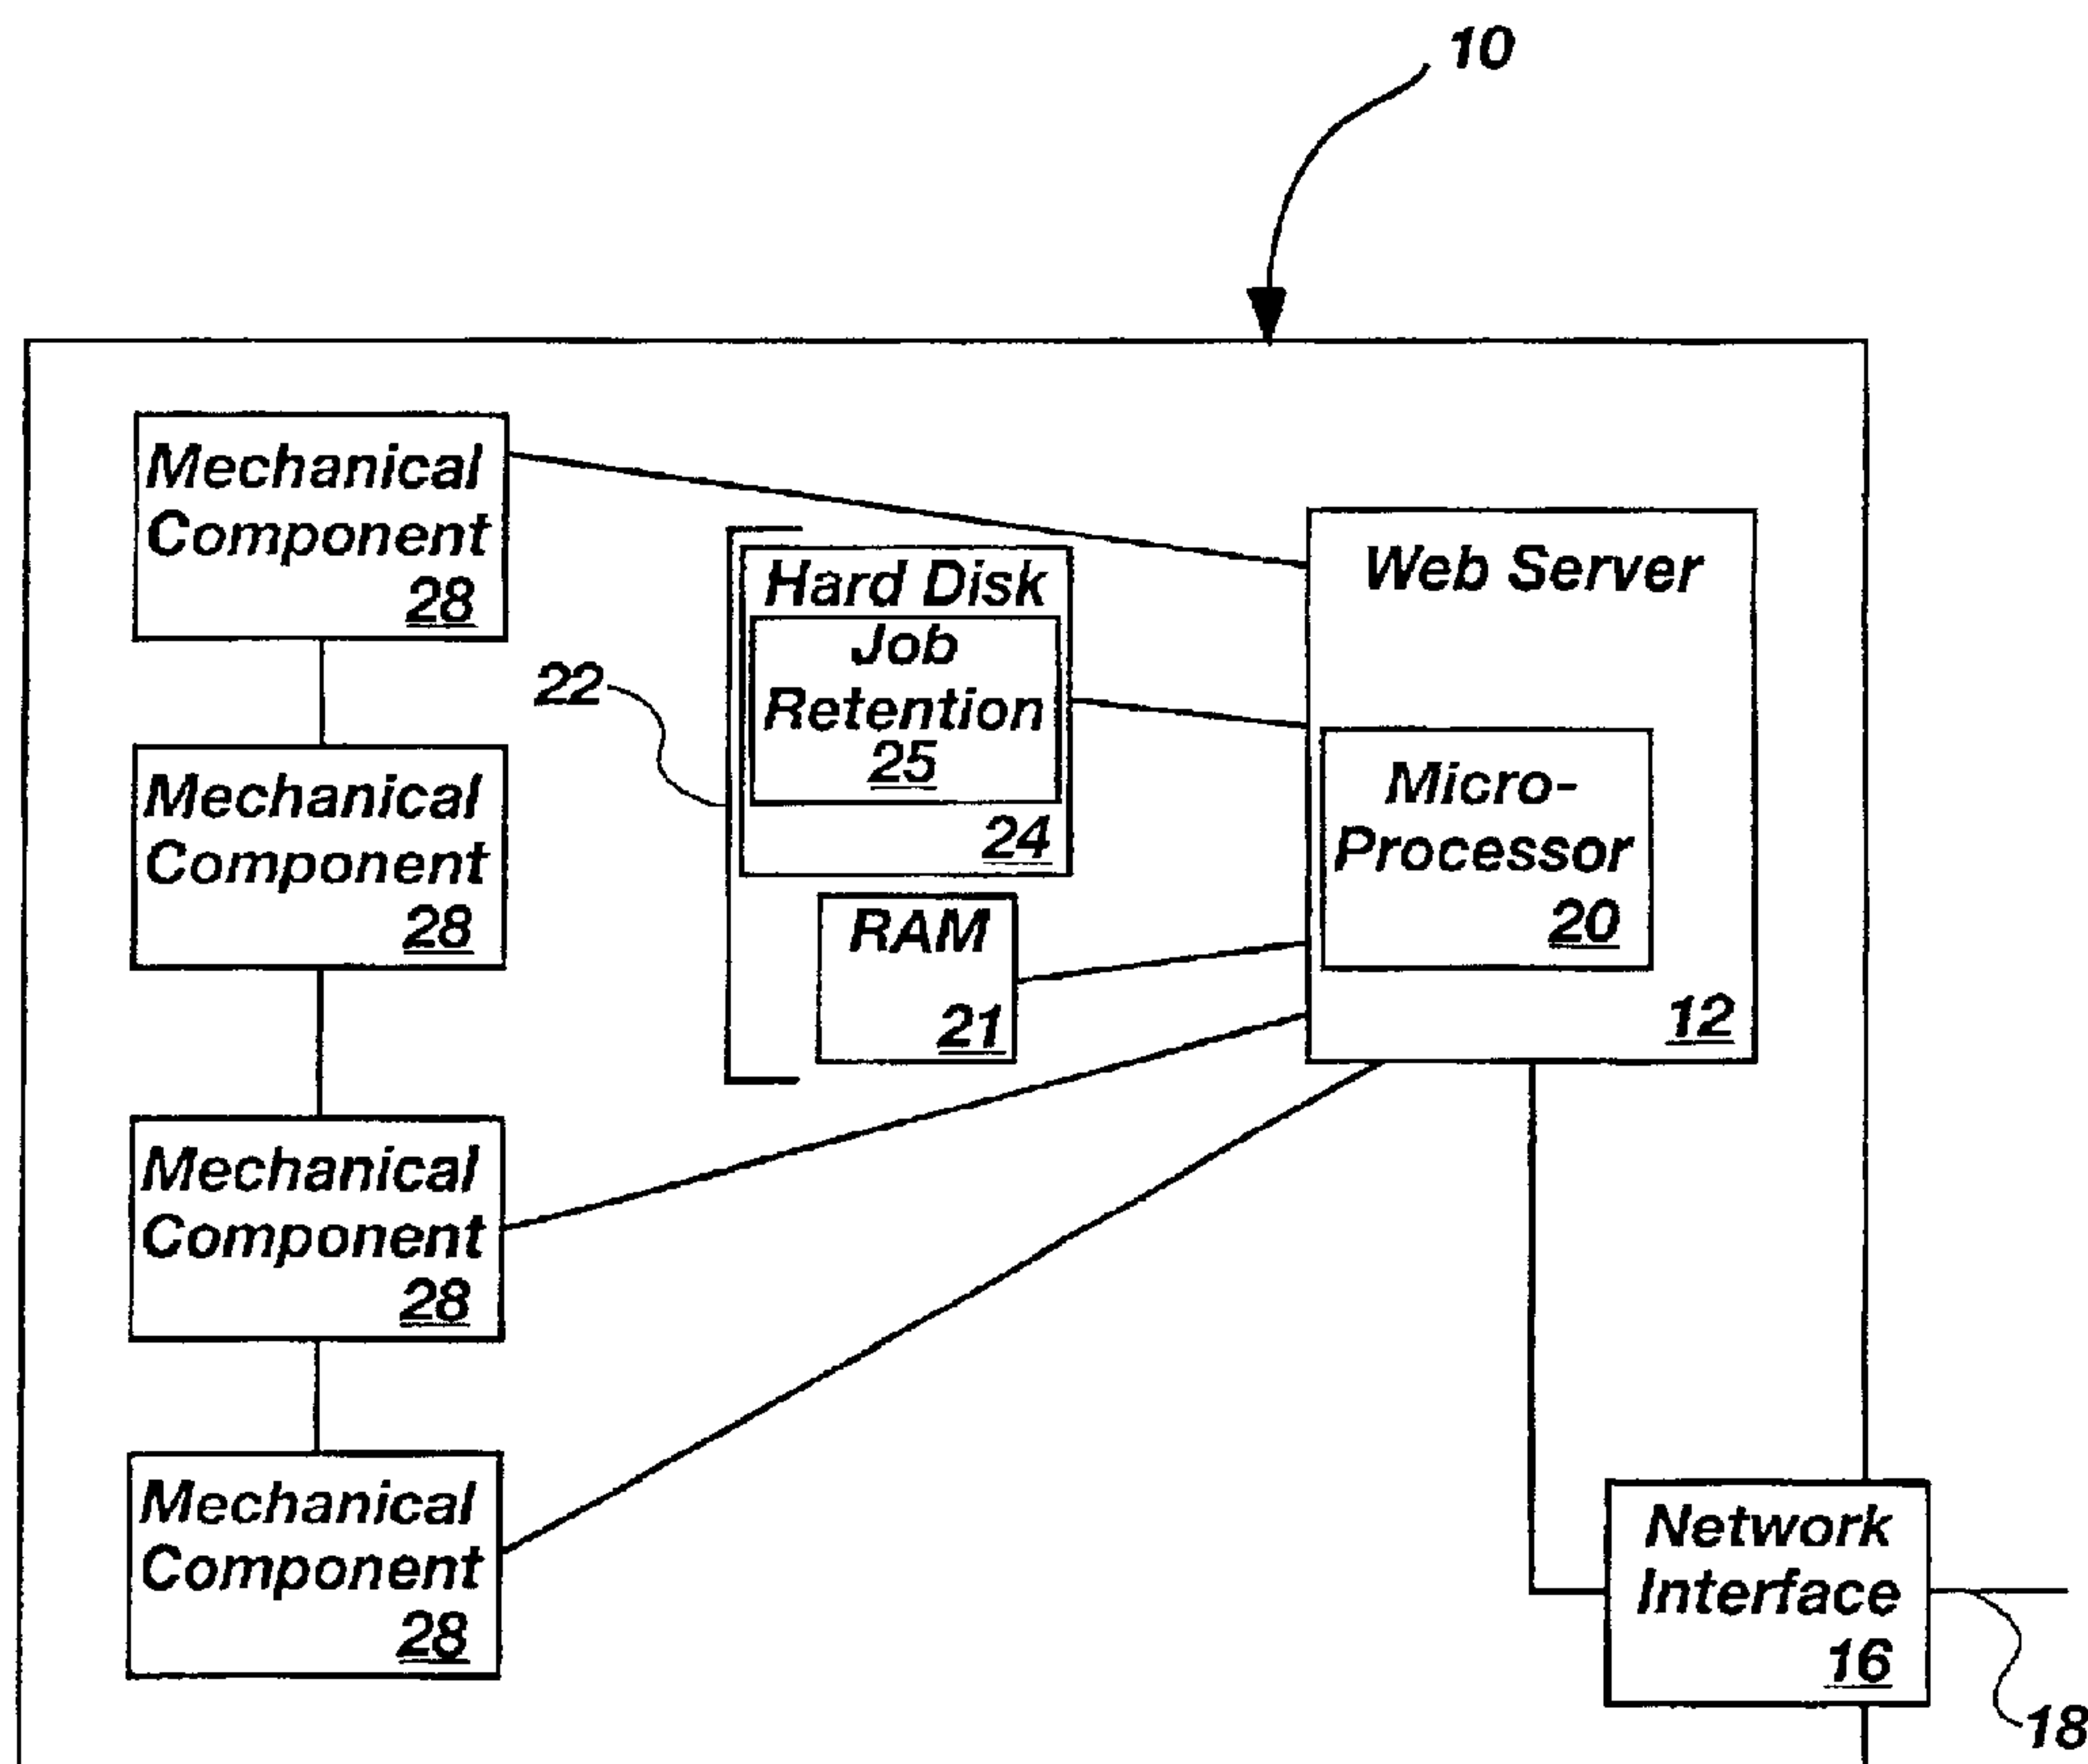 10
Mechanical
Component
28
Mechanical
Component
28
Mechanical
Component
28
Mechanical
Component
28
22
Hard Disk
Job
Retention
25
24
RAM
21
Web Server
Micro-
Processor
20
12
Network
Interface
16
18